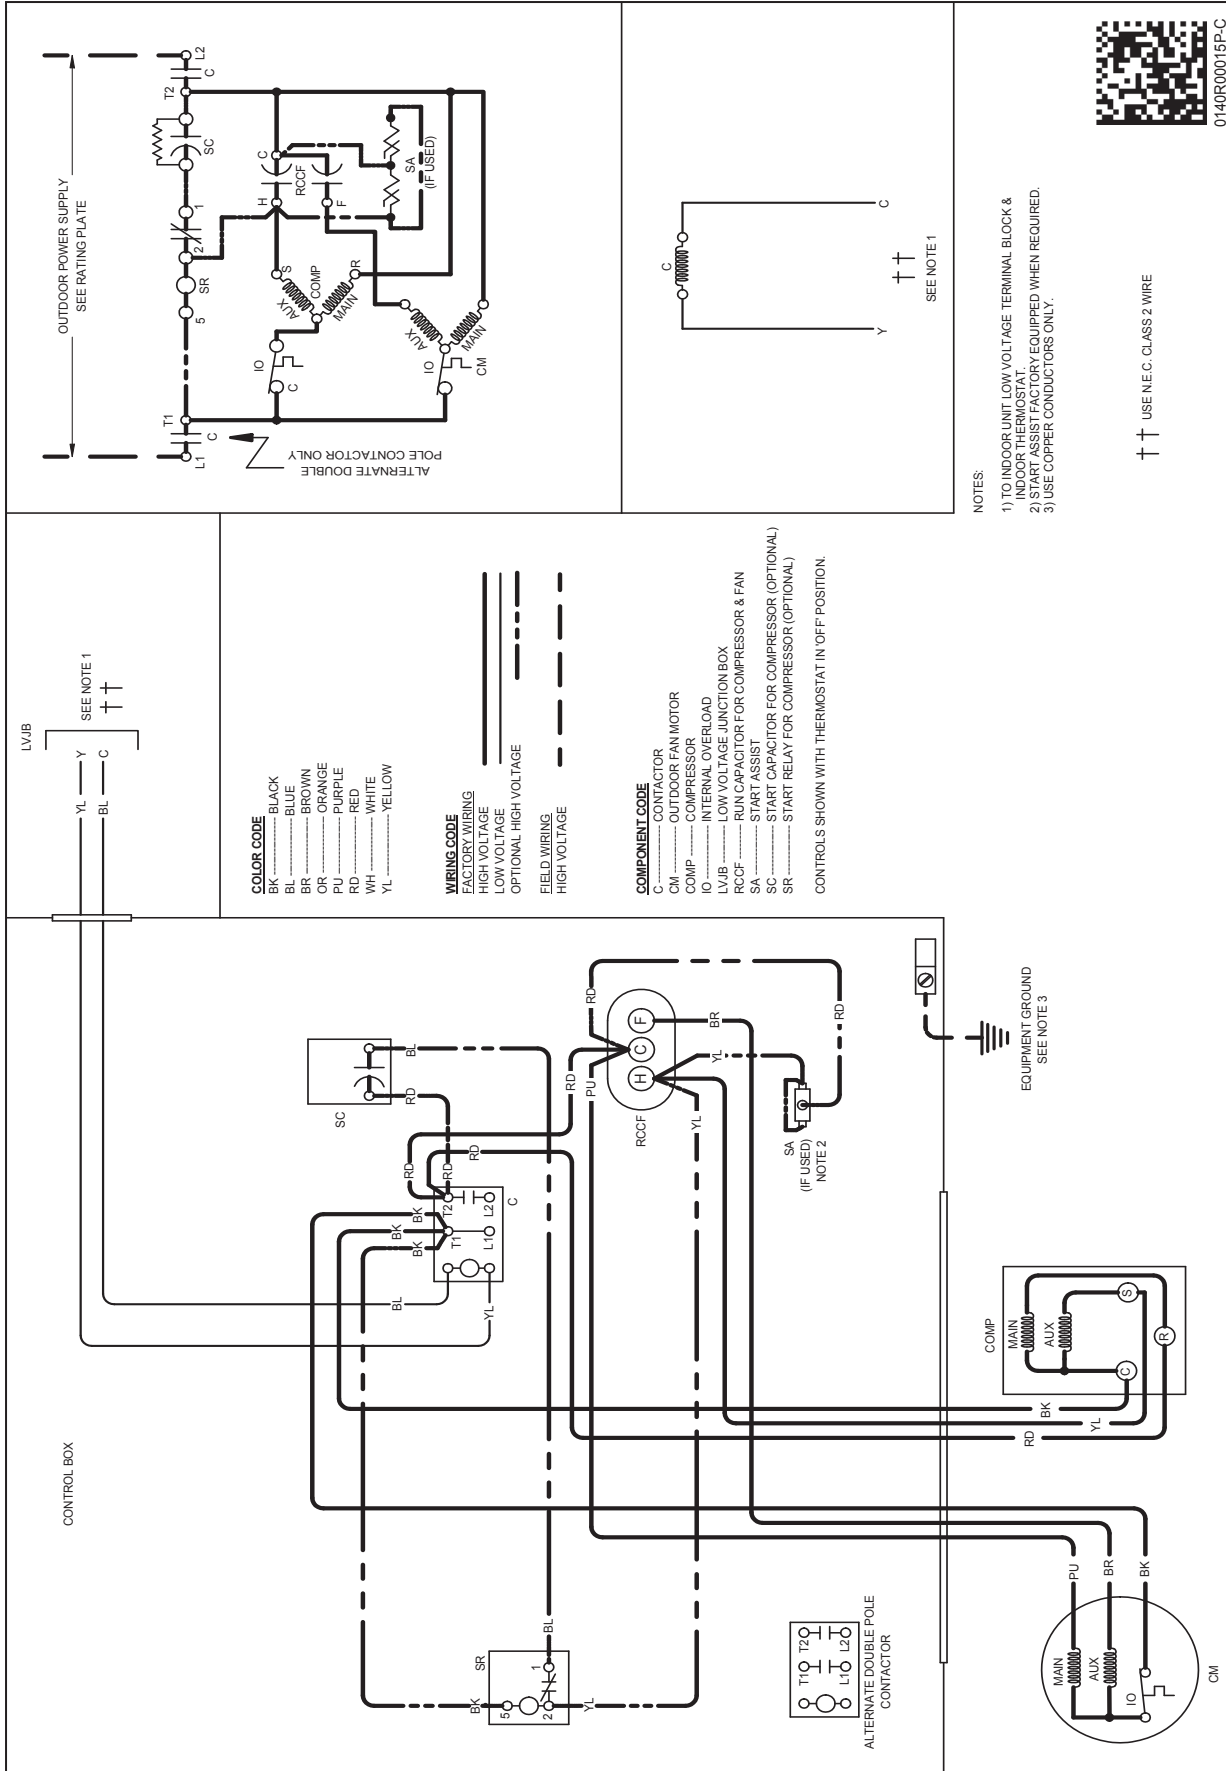 CONTROL BOX
LVJB
YL
Y
BL
C
SEE NOTE 1
††
SC
RD
BL
RD
RD
RD
BK
BK
BK
T2
T1
L2
L1
C
BL
YL
SR
BK
5
2
1
BL
YL
RD
PU
RD
RCCF
H
C
F
YL
YL
BR
RD
SA
(IF USED)
NOTE 2
ALTERNATE DOUBLE POLE
CONTACTOR
T1
T2
L1
L2
EQUIPMENT GROUND
SEE NOTE 3
COMP
MAIN
AUX
C
S
R
BK
YL
RD
PU
BR
BK
MAIN
AUX
IO
CM
COLOR CODE
BK ---------- BLACK
BL ---------- BLUE
BR ---------- BROWN
OR ---------- ORANGE
PU ---------- PURPLE
RD ---------- RED
WH ---------- WHITE
YL ---------- YELLOW
WIRING CODE
FACTORY WIRING
HIGH VOLTAGE
LOW VOLTAGE
OPTIONAL HIGH VOLTAGE
FIELD WIRING
HIGH VOLTAGE
COMPONENT CODE
C ---------- CONTACTOR
CM ---------- OUTDOOR FAN MOTOR
COMP ---------- COMPRESSOR
IO ---------- INTERNAL OVERLOAD
LVJB ---------- LOW VOLTAGE JUNCTION BOX
RCCF ---------- RUN CAPACITOR FOR COMPRESSOR & FAN
SA ---------- START ASSIST
SC ---------- START CAPACITOR FOR COMPRESSOR (OPTIONAL)
SR ---------- START RELAY FOR COMPRESSOR (OPTIONAL)
CONTROLS SHOWN WITH THERMOSTAT IN 'OFF' POSITION.
OUTDOOR POWER SUPPLY
SEE RATING PLATE
L1
C
T1
5
SR
2
1
SC
T2
C
L2
ALTERNATE DOUBLE
POLE CONTACTOR ONLY
IO
C
AUX
S
COMP
MAIN
R
H
RCCF
C
F
SA
(IF USED)
IO
AUX
MAIN
CM
C
Y
C
††
SEE NOTE 1
NOTES:
1) TO INDOOR UNIT LOW VOLTAGE TERMINAL BLOCK &
INDOOR THERMOSTAT.
2) START ASSIST FACTORY EQUIPPED WHEN REQUIRED.
3) USE COPPER CONDUCTORS ONLY.
†† USE N.E.C. CLASS 2 WIRE
0140R00015P-C